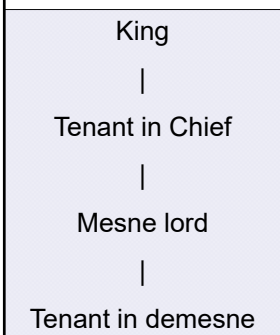 King
|
Tenant in Chief
|
Mesne lord
|
Tenant in demesne